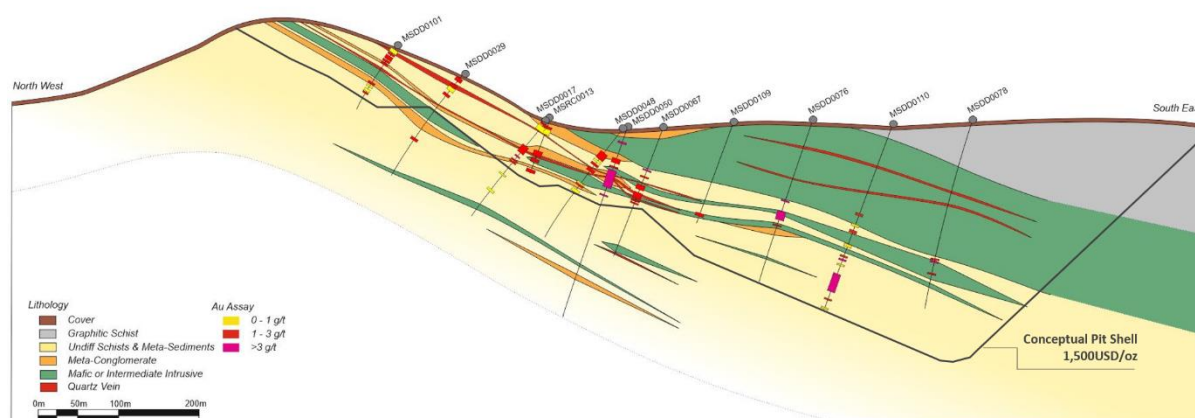 North West
MSDD0101
MSDD0029
MSDD0017
MSRC0013
MSDD0048
MSDD0050
MSDD0067
MSDD0109
MSDD0076
MSDD0110
MSDD0078
South East
Lithology
Cover
Graphitic Schist
Undiff Schists & Meta-Sediments
Meta-Conglomerate
Mafic or Intermediate Intrusive
Quartz Vein
Au Assay
0 - 1 g/t
1 - 3 g/t
>3 g/t
0m 50m 100m 200m
Conceptual Pit Shell
1,500USD/oz